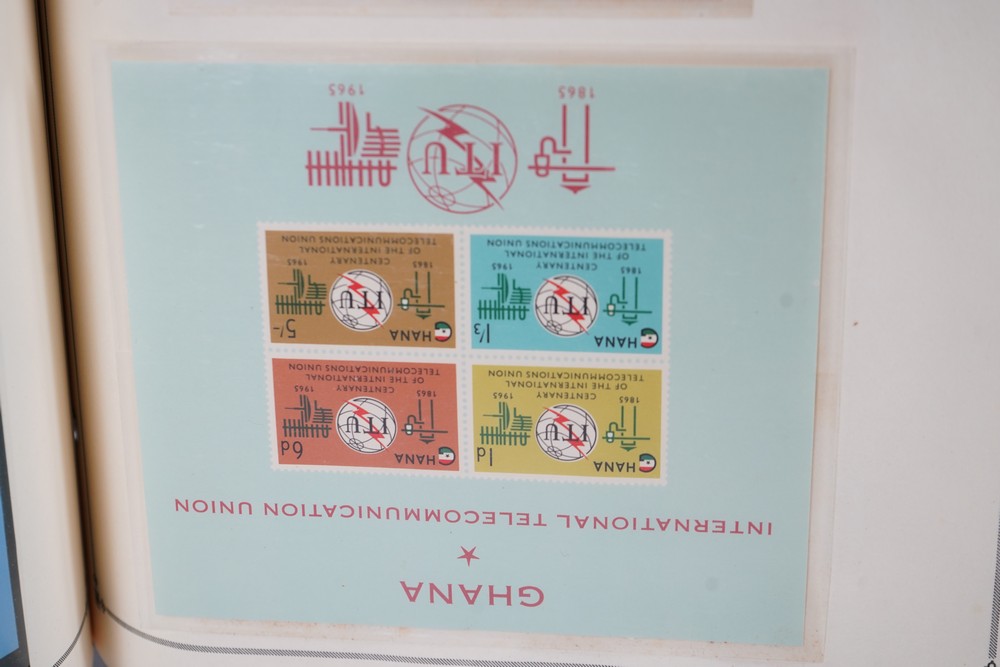 GHANA
INTERNATIONAL TELECOMMUNICATION UNION
1d GHANA
1865 ITU 1965
CENTENARY
OF THE INTERNATIONAL
TELECOMMUNICATIONS UNION
6d GHANA
1865 ITU 1965
CENTENARY
OF THE INTERNATIONAL
TELECOMMUNICATIONS UNION
1/3 GHANA
1865 ITU 1965
CENTENARY
OF THE INTERNATIONAL
TELECOMMUNICATIONS UNION
5/- GHANA
1865 ITU 1965
CENTENARY
OF THE INTERNATIONAL
TELECOMMUNICATIONS UNION
ITU
1865 1965